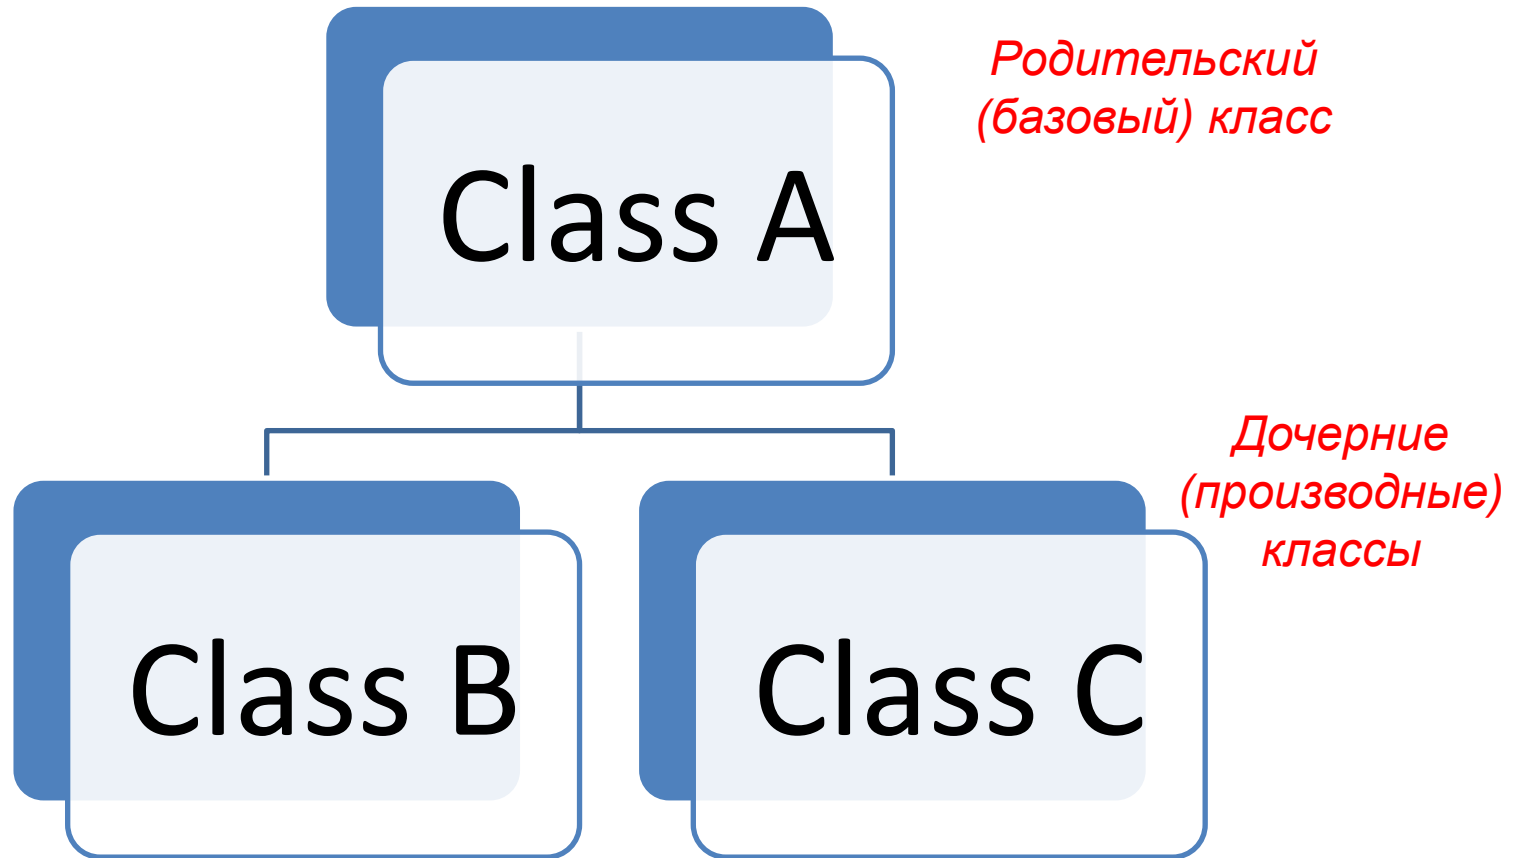 Родительский
(базовый) класс
Class A
Дочерние
(производные)
классы
Class B
Class C